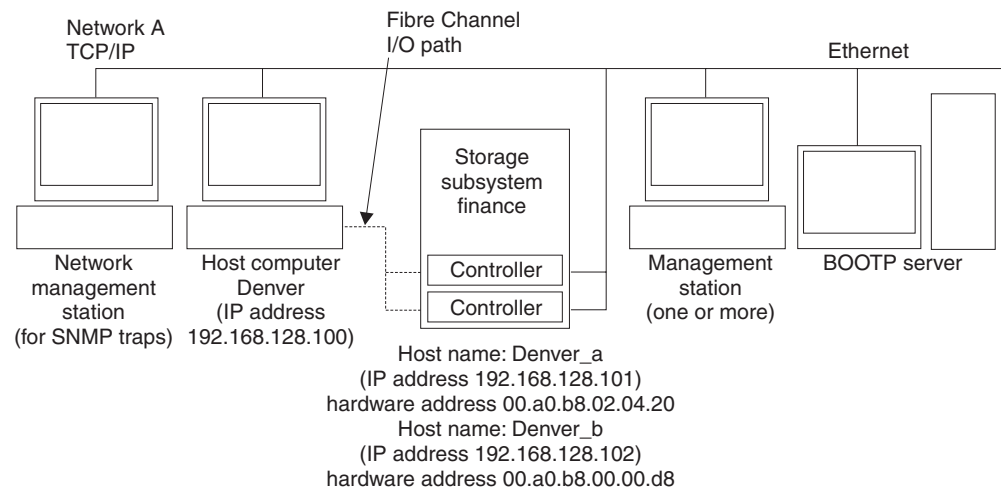 Network A
TCP/IP
Fibre Channel
I/O path
Ethernet
Storage
subsystem
finance
Controller
Controller
Network
management
station
(for SNMP traps)
Host computer
Denver
(IP address
192.168.128.100)
Management
station
(one or more)
BOOTP server
Host name: Denver_a
(IP address 192.168.128.101)
hardware address 00.a0.b8.02.04.20
Host name: Denver_b
(IP address 192.168.128.102)
hardware address 00.a0.b8.00.00.d8